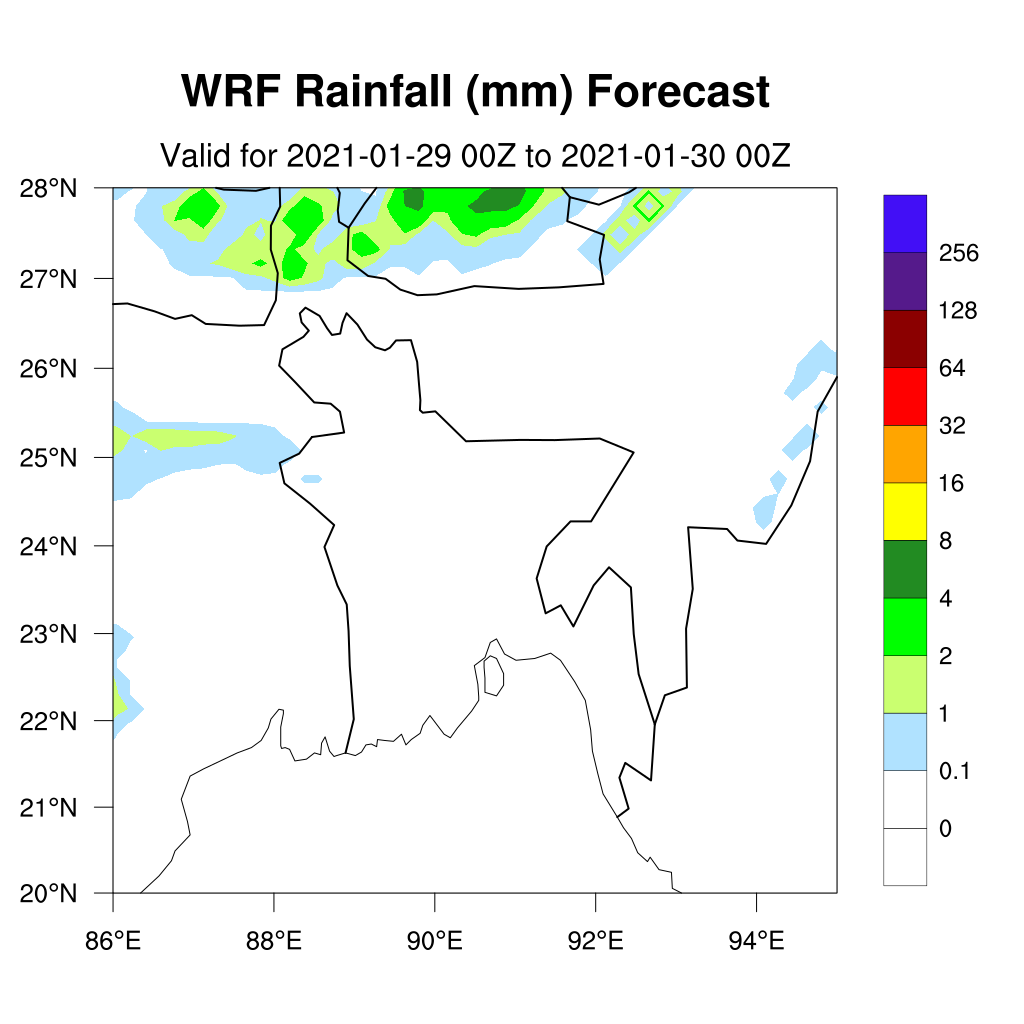 WRF Rainfall (mm) Forecast
Valid for 2021-01-29 00Z to 2021-01-30 00Z
28°N
27°N
26°N
25°N
24°N
23°N
22°N
21°N
20°N
86°E 88°E 90°E 92°E 94°E
256
128
64
32
16
8
4
2
1
0.1
0